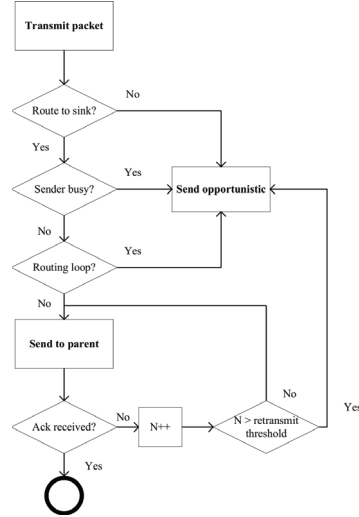 Transmit packet
No
Route to sink?
Yes
Yes
Sender busy?
Send opportunistic
No
Yes
Routing loop?
No
Send to parent
No
Yes
No
Ack received?
N++
N > retransmit
threshold
Yes